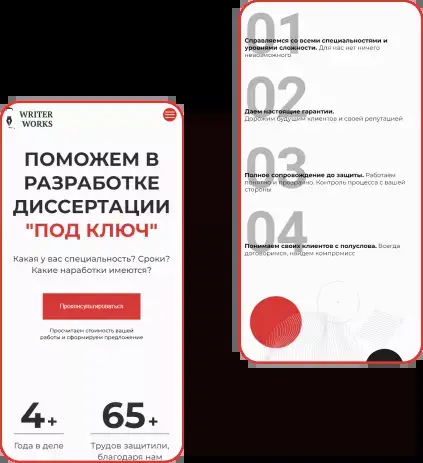 WRITER
WORKS
ПОМОЖЕМ В
РАЗРАБОТКЕ
ДИССЕРТАЦИИ
"ПОД КЛЮЧ"
Какая у вас специальность? Сроки?
Какие наработки имеются?
Проконсультироваться
Просчитаем стоимость вашей
работы и сформируем предложение
4+
Года в деле
65+
Трудов защитили,
благодаря нам
01
Справляемся со всеми специальностями и
уровнями сложности. Для нас нет ничего
невозможного
02
Даем настоящие гарантии.
Дорожим будущим клиентов и своей репутацией
03
Полное сопровождение до защиты. Работаем
понятно и прозрачно. Контроль процесса с вашей
стороны
04
Понимаем своих клиентов с полуслова. Всегда
договоримся, найдем компромисс